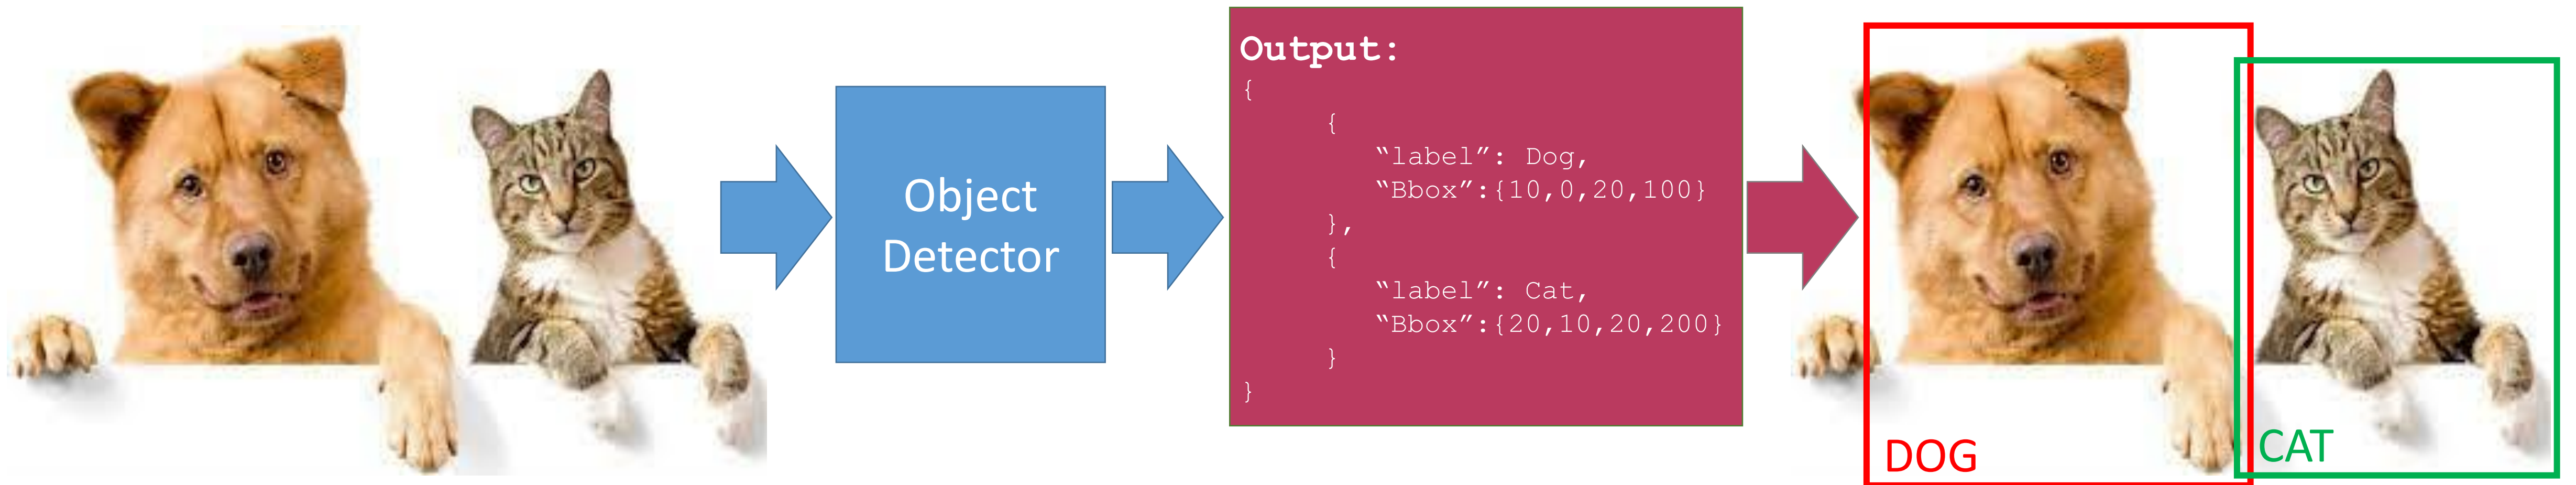 Object
Detector
Output:
{
{
“label”: Dog,
“Bbox”:{10,0,20,100}
},
{
“label”: Cat,
“Bbox”:{20,10,20,200}
}
}
DOG
CAT